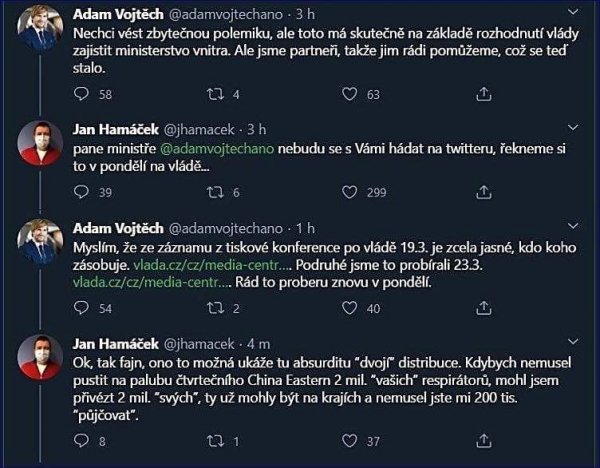 Adam Vojtěch @adamvojtechano · 3 h
Nechci vést zbytečnou polemiku, ale toto má skutečně na základě rozhodnutí vlády
zajistit ministerstvo vnitra. Ale jsme partneři, takže jim rádi pomůžeme, což se teď
stalo.
58 4 63
Jan Hamáček @jhamacek · 3 h
pane ministře @adamvojtechano nebudu se s Vámi hádat na twitteru, řekneme si
to v pondělí na vládě...
39 6 299
Adam Vojtěch @adamvojtechano · 1 h
Myslím, že ze záznamu z tiskové konference po vládě 19.3. je zcela jasné, kdo koho
zásobuje. vlada.cz/cz/media-centr…. Podruhé jsme to probírali 23.3.
vlada.cz/cz/media-centr…. Rád to proberu znovu v pondělí.
54 2 40
Jan Hamáček @jhamacek · 4 m
Ok, tak fajn, ono to možná ukáže tu absurditu "dvojí" distribuce. Kdybych nemusel
pustit na palubu čtvrtečního China Eastern 2 mil. "vašich" respirátorů, mohl jsem
přivézt 2 mil. "svých", ty už mohly být na krajích a nemusel jste mi 200 tis.
"půjčovat".
8 1 37